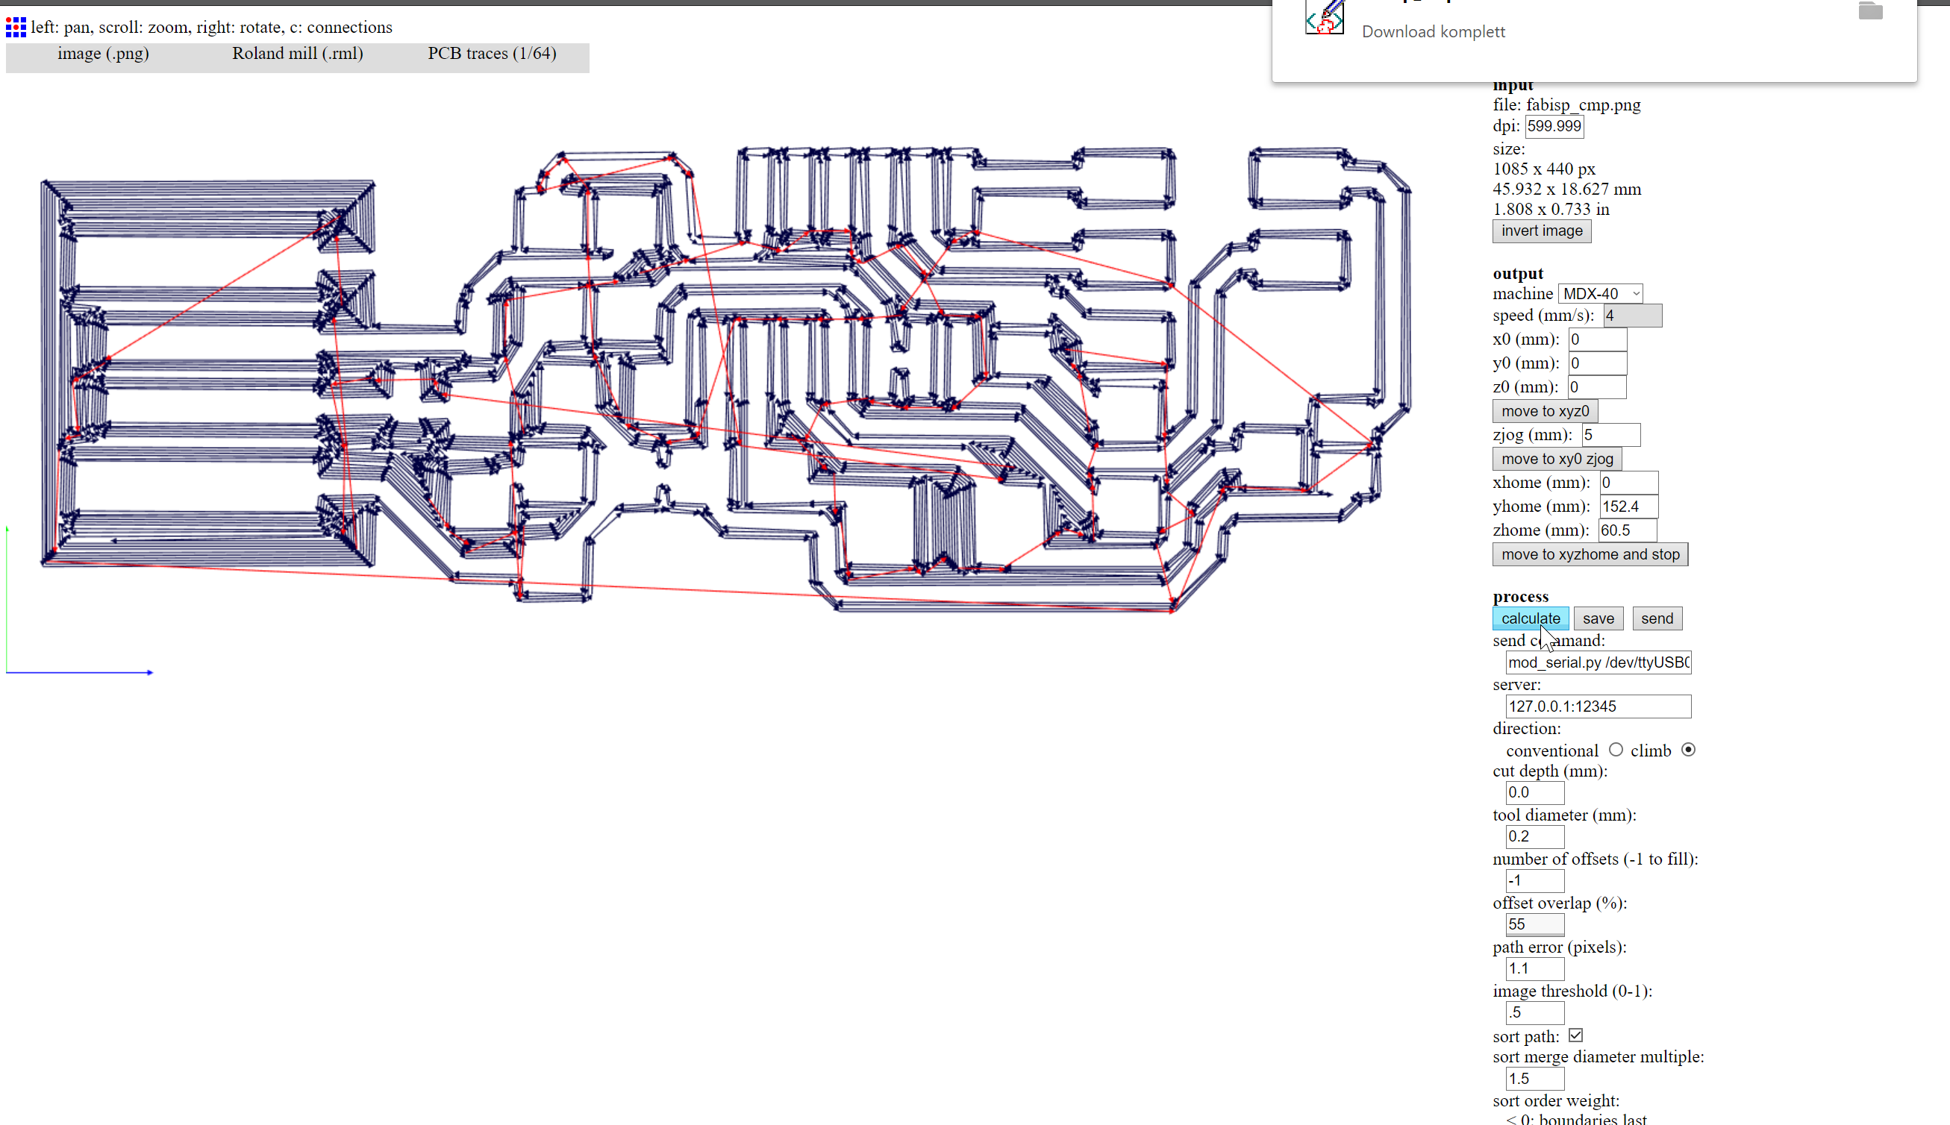 left: pan, scroll: zoom, right: rotate, c: connections
image (.png) Roland mill (.rml) PCB traces (1/64)
Download komplett
input
file: fabisp_cmp.png
dpi: 599.999
size:
1085 x 440 px
45.932 x 18.627 mm
1.808 x 0.733 in
invert image
output
machine MDX-40
speed (mm/s): 4
x0 (mm): 0
y0 (mm): 0
z0 (mm): 0
move to xyz0
zjog (mm): 5
move to xy0 zjog
xhome (mm): 0
yhome (mm): 152.4
zhome (mm): 60.5
move to xyzhome and stop
process
calculate save send
send command:
mod_serial.py /dev/ttyUSB0
server:
127.0.0.1:12345
direction:
conventional climb
cut depth (mm):
0.0
tool diameter (mm):
0.2
number of offsets (-1 to fill):
-1
offset overlap (%):
55
path error (pixels):
1.1
image threshold (0-1):
.5
sort path:
sort merge diameter multiple:
1.5
sort order weight:
< 0: boundaries last